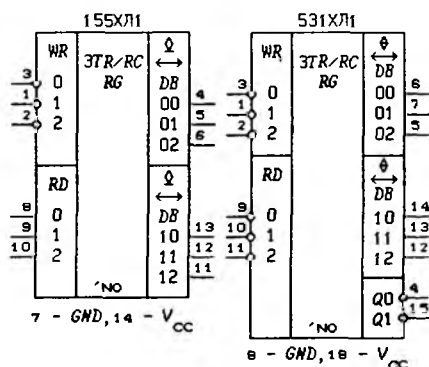 155ХЛ1 531ХЛ1
WR 3TR/RC RG DB WR 3TR/RC RG DB
3 0 00 4 3 0 00 6
1 1 01 5 1 1 01 7
2 2 02 6 2 2 02 5
RD DB RD DB
8 0 9 0 10 14
9 1 10 13 10 1 11 13
10 2 11 12 11 2 12 12
12 11
Q0 4
'NO 'NO Q1 15
7 - GND, 14 - VCC
8 - GND, 18 - VCC